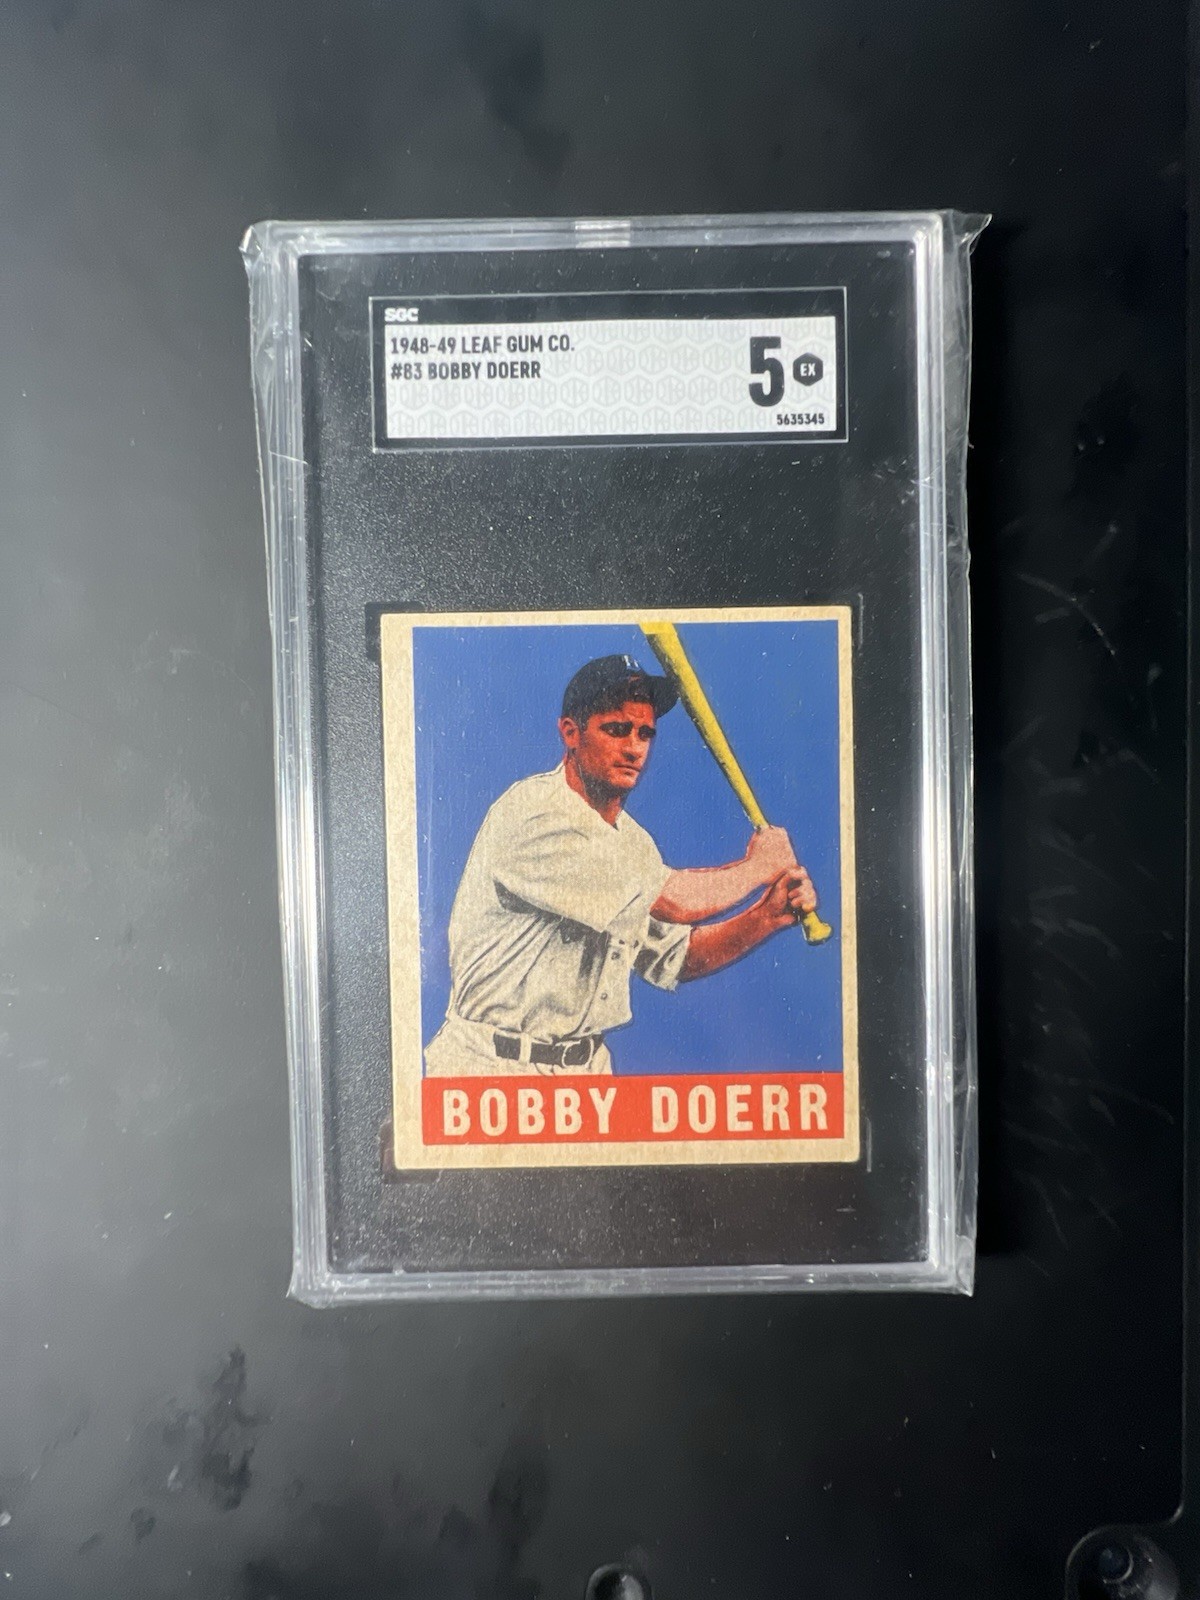 SGC
1948-49 LEAF GUM CO.
#83 BOBBY DOERR
5 EX
5635345
BOBBY DOERR